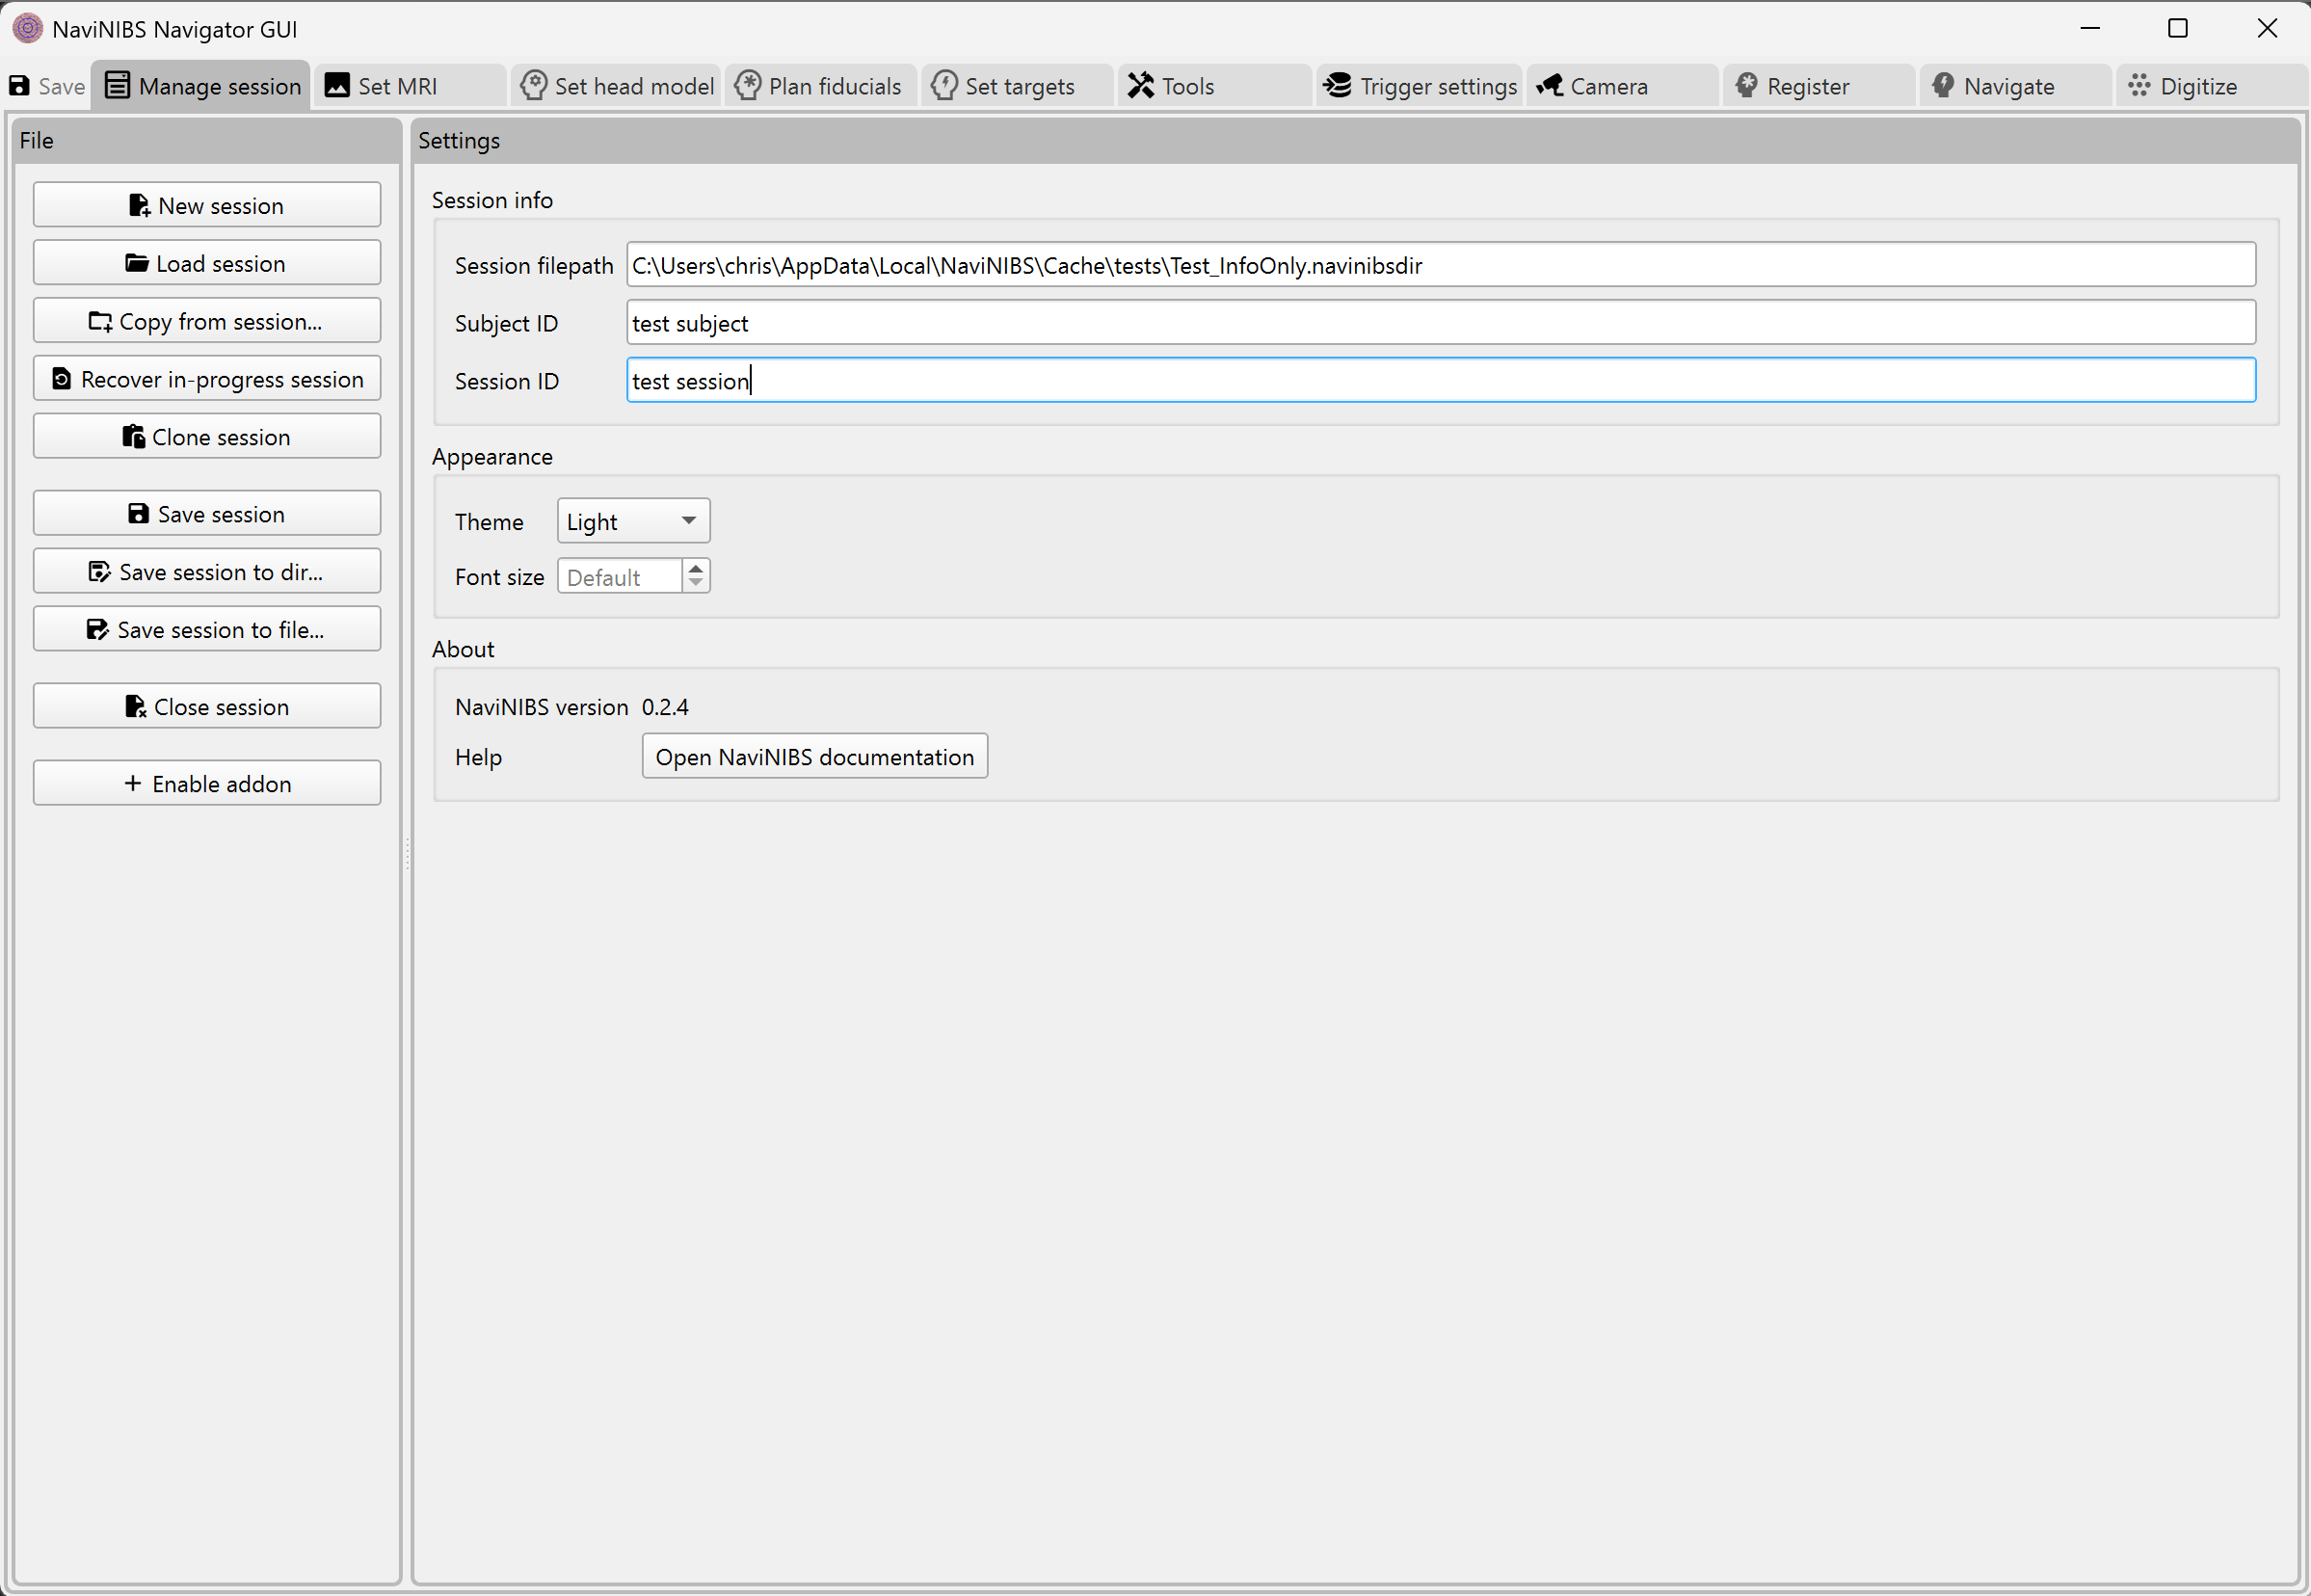 NaviNIBS Navigator GUI
Save Manage session Set MRI Set head model Plan fiducials Set targets Tools Trigger settings Camera Register Navigate Digitize
File
New session
Load session
Copy from session...
Recover in-progress session
Clone session
Save session
Save session to dir...
Save session to file...
Close session
Enable addon
Settings
Session info
Session filepath C:\Users\chris\AppData\Local\NaviNIBS\Cache\tests\Test_InfoOnly.navinibsdir
Subject ID test subject
Session ID test session
Appearance
Theme Light
Font size Default
About
NaviNIBS version 0.2.4
Help Open NaviNIBS documentation